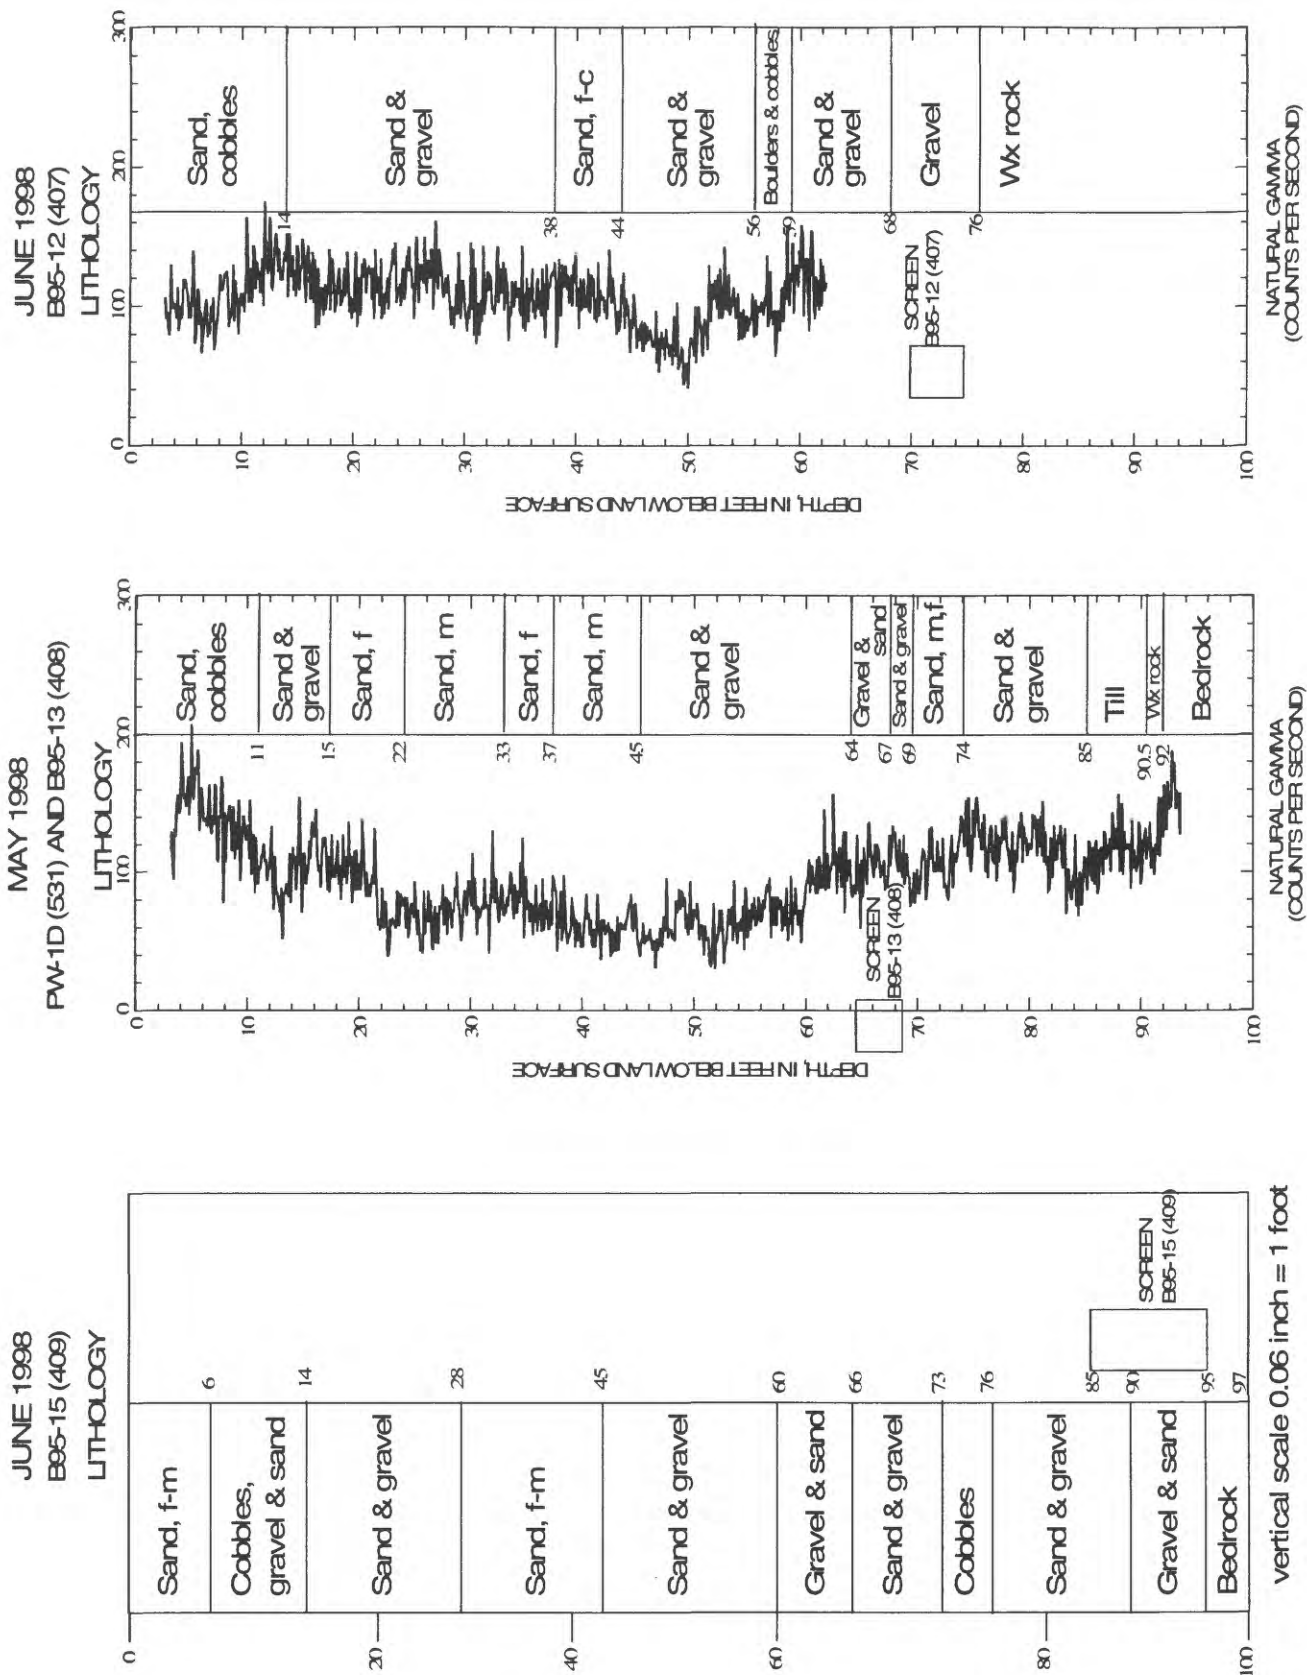 JUNE 1998
B95-15 (409)
LITHOLOGY
Sand, f-m
6
Cobbles,
gravel & sand
14
Sand & gravel
28
Sand, f-m
45
Sand & gravel
60
Gravel & sand
66
Sand & gravel
73
Cobbles
76
Sand & gravel
85
90
Gravel & sand
95
Bedrock
97
SCREEN
B95-15 (409)
0
20
40
60
80
100
vertical scale 0.06 inch = 1 foot
MAY 1998
PW-1D (531) AND B95-13 (408)
LITHOLOGY
0
100
200
300
Sand,
cobbles
11
Sand &
gravel
15
Sand, f
22
Sand, m
33
Sand, f
37
Sand, m
45
Sand &
gravel
64
Gravel &
sand
67
Sand & gravel
69
Sand, m,f
74
Sand &
gravel
85
Till
90.5
Wx rock
92
Bedrock
SCREEN
B95-13 (408)
0
10
20
30
40
50
60
70
80
90
100
DEPTH, IN FEET BELOW LAND SURFACE
NATURAL GAMMA
(COUNTS PER SECOND)
JUNE 1998
B95-12 (407)
LITHOLOGY
0
100
200
300
Sand,
cobbles
14
Sand &
gravel
38
Sand, f-c
44
Sand &
gravel
56
Boulders & cobbles
59
Sand &
gravel
68
Gravel
76
Wx rock
SCREEN
B95-12 (407)
0
10
20
30
40
50
60
70
80
90
100
DEPTH, IN FEET BELOW LAND SURFACE
NATURAL GAMMA
(COUNTS PER SECOND)